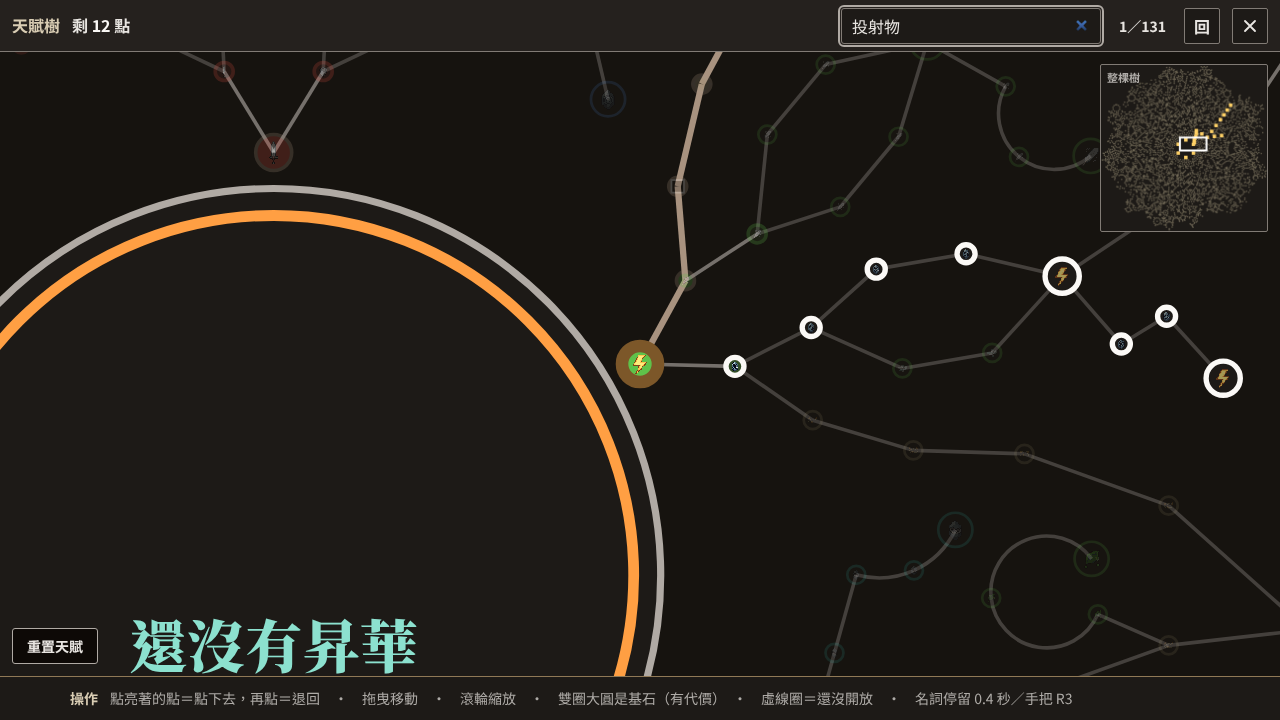 天賦樹 剩 12 點
投射物
1／131
回
整棵樹
還沒有昇華
重置天賦
操作 點亮著的點＝點下去，再點＝退回 • 拖曳移動 • 滾輪縮放 • 雙圈大圓是基石（有代價） • 虛線圈＝還沒開放 • 名詞停留 0.4 秒／手把 R3